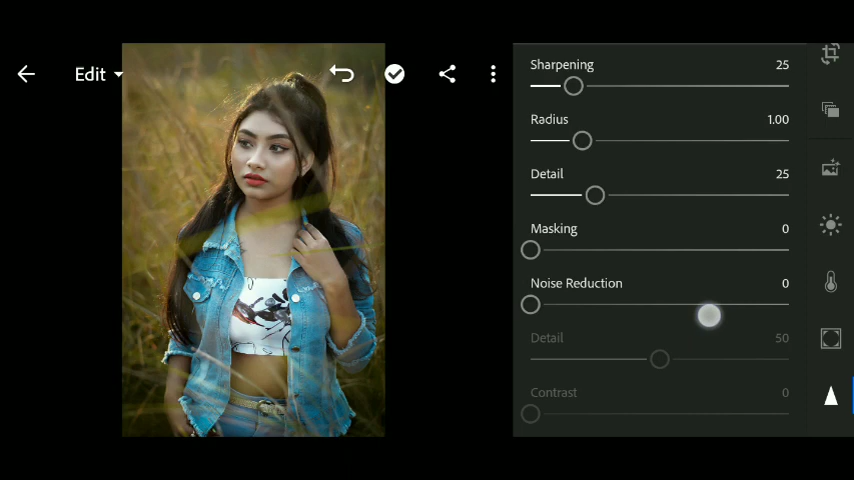 Edit
Sharpening 25
Radius 1.00
Detail 25
Masking 0
Noise Reduction 0
Detail 50
Contrast 0